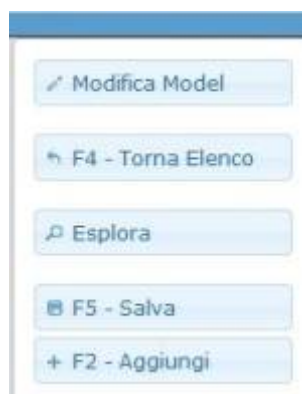 Modifica Model
F4 - Torna Elenco
Esplora
F5 - Salva
F2 - Aggiungi